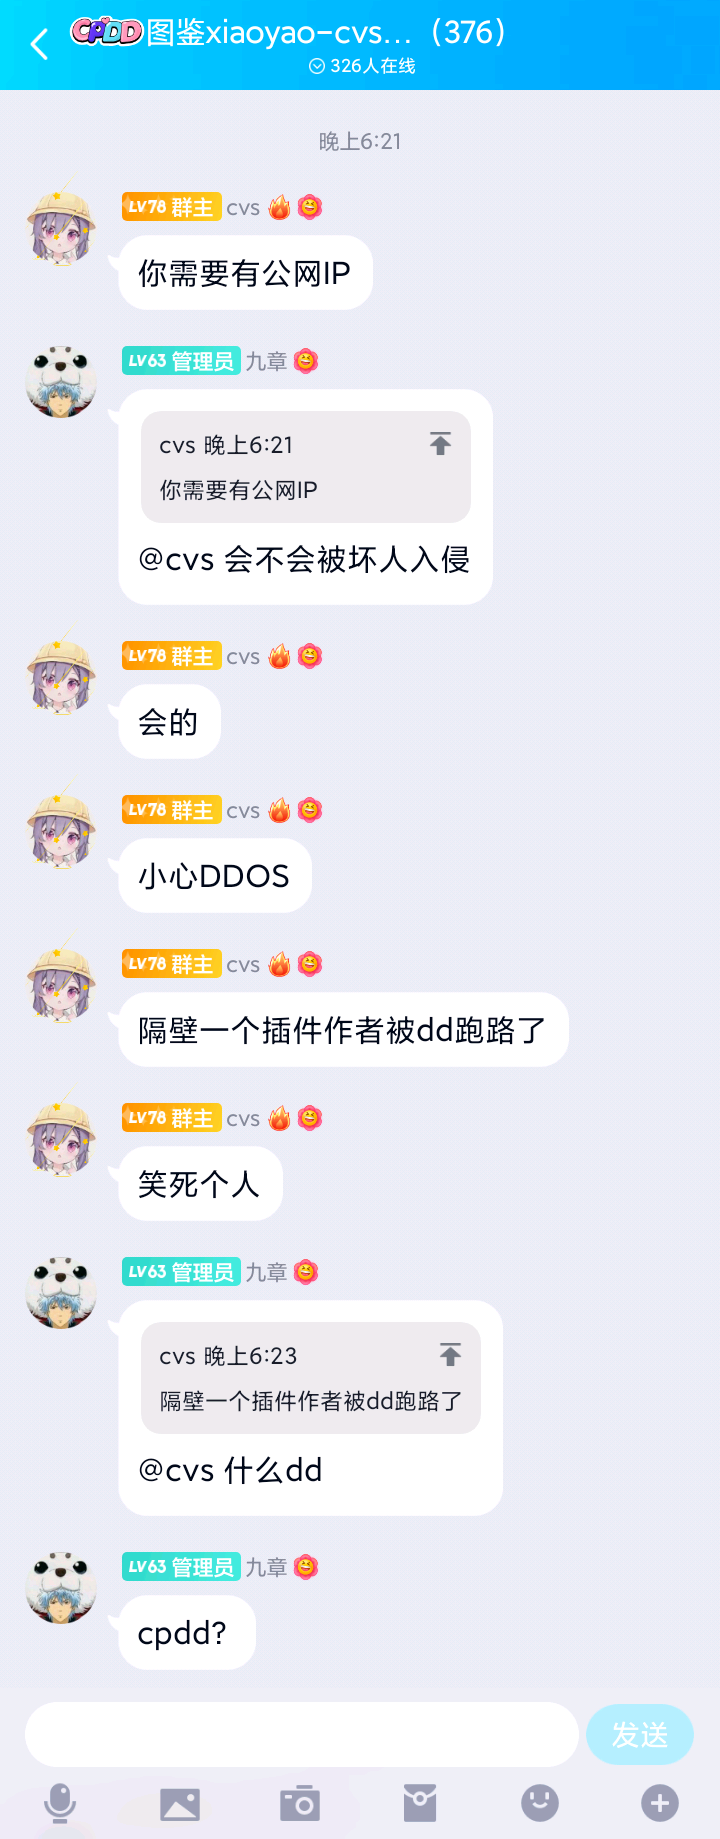 CPDD图鉴xiaoyao-cvs...（376）
326人在线
晚上6:21
LV78 群主 cvs
你需要有公网IP
LV63 管理员 九章
cvs 晚上6:21
你需要有公网IP
@cvs 会不会被坏人入侵
LV78 群主 cvs
会的
LV78 群主 cvs
小心DDOS
LV78 群主 cvs
隔壁一个插件作者被dd跑路了
LV78 群主 cvs
笑死个人
LV63 管理员 九章
cvs 晚上6:23
隔壁一个插件作者被dd跑路了
@cvs 什么dd
LV63 管理员 九章
cpdd?
发送